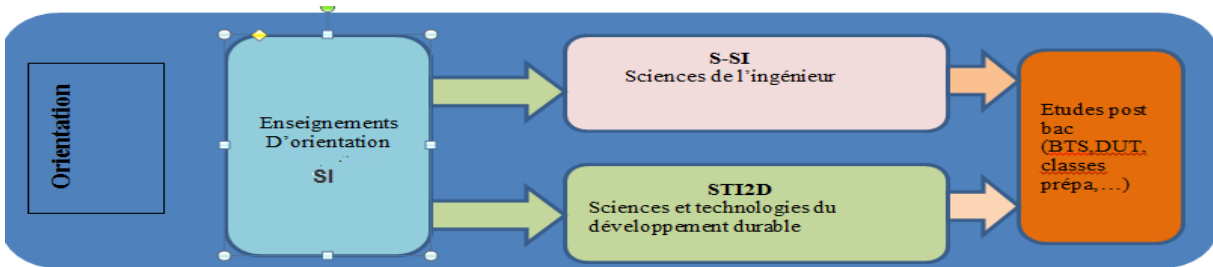 Orientation
Enseignements
D'orientation
SI
S-SI
Sciences de l'ingénieur
STI2D
Sciences et technologies du
développement durable
Etudes post
bac
(BTS,DUT,
classes
prépa,...)